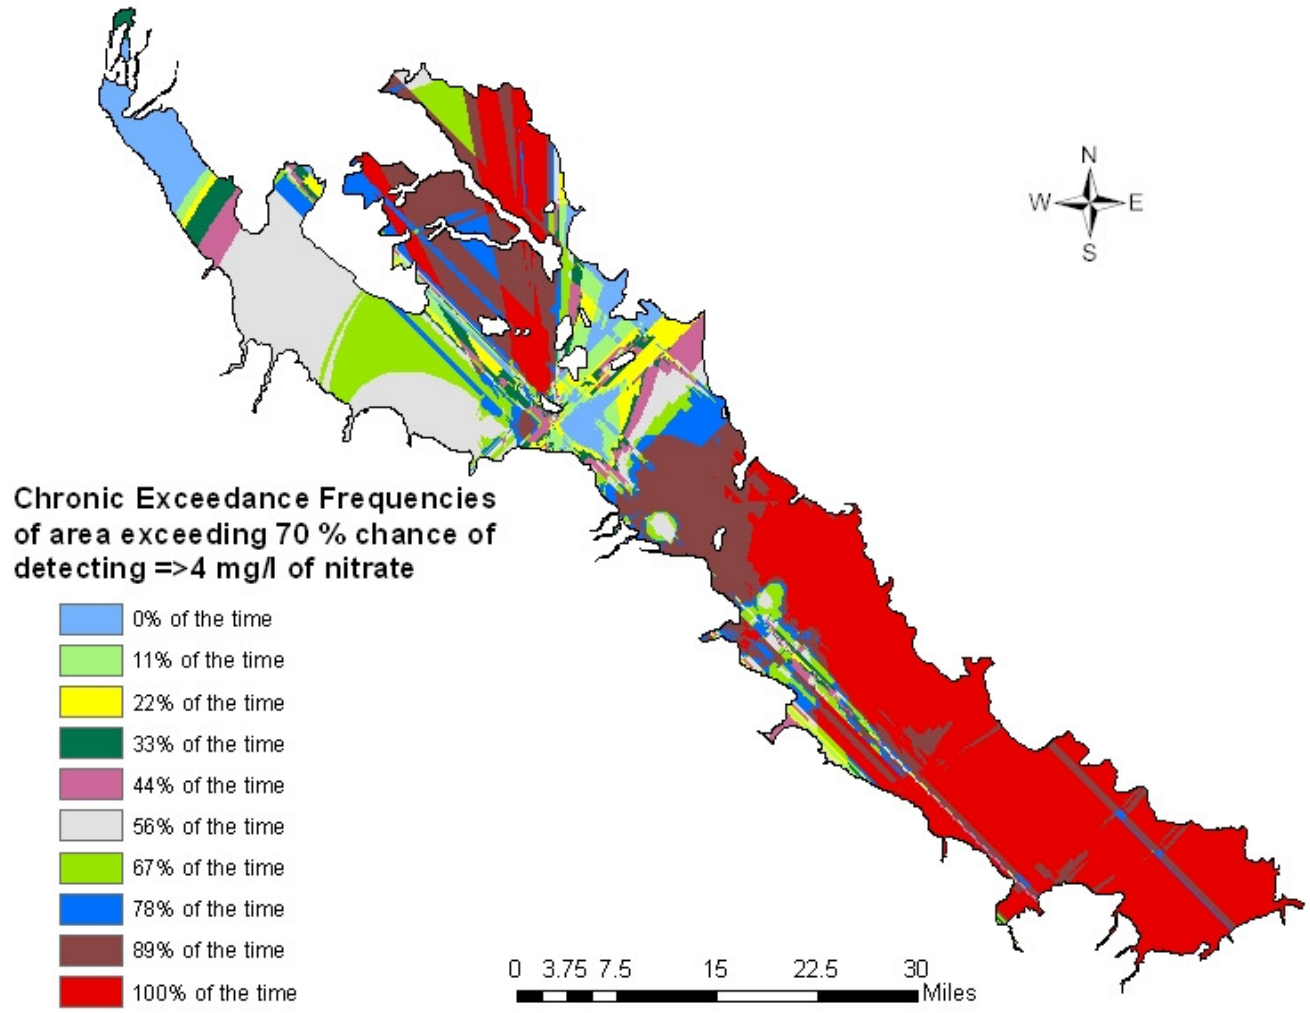 N
W E
S
Chronic Exceedance Frequencies
of area exceeding 70 % chance of
detecting =>4 mg/l of nitrate
0% of the time
11% of the time
22% of the time
33% of the time
44% of the time
56% of the time
67% of the time
78% of the time
89% of the time
100% of the time
0 3.75 7.5 15 22.5 30
Miles